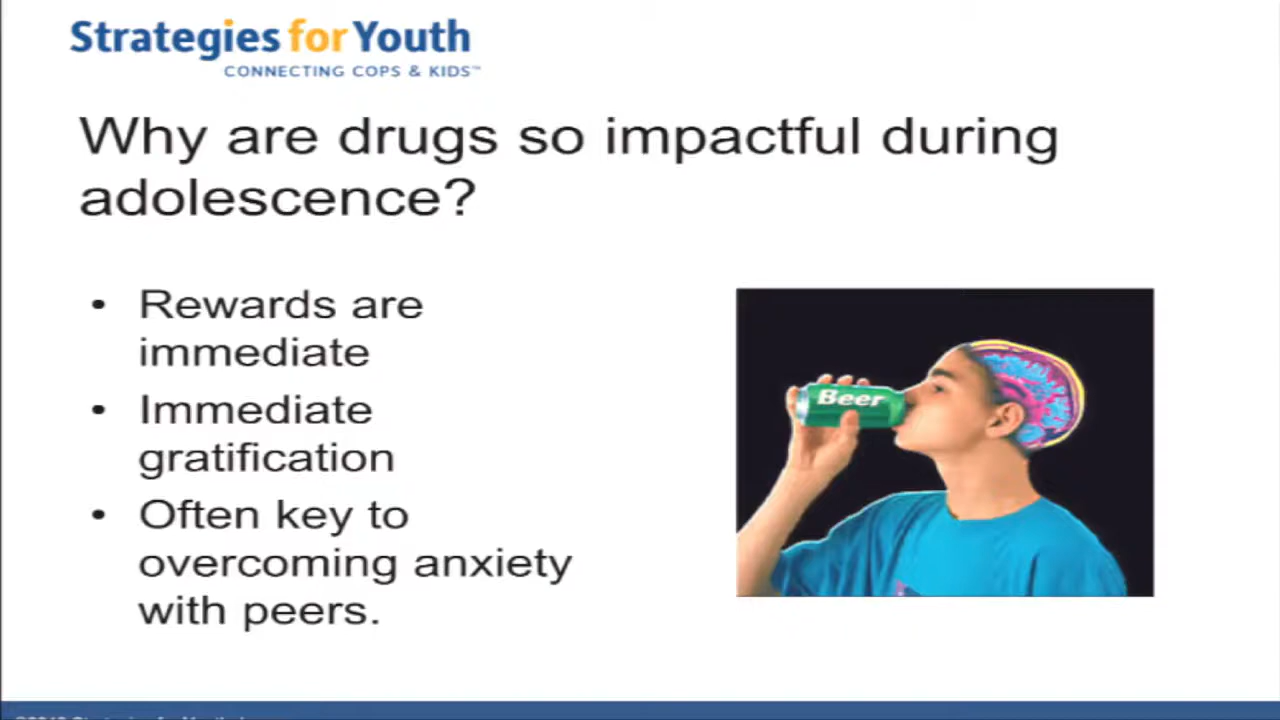 Strategies for Youth
CONNECTING COPS & KIDS™
Why are drugs so impactful during
adolescence?
• Rewards are
immediate
• Immediate
gratification
• Often key to
overcoming anxiety
with peers.
Beer